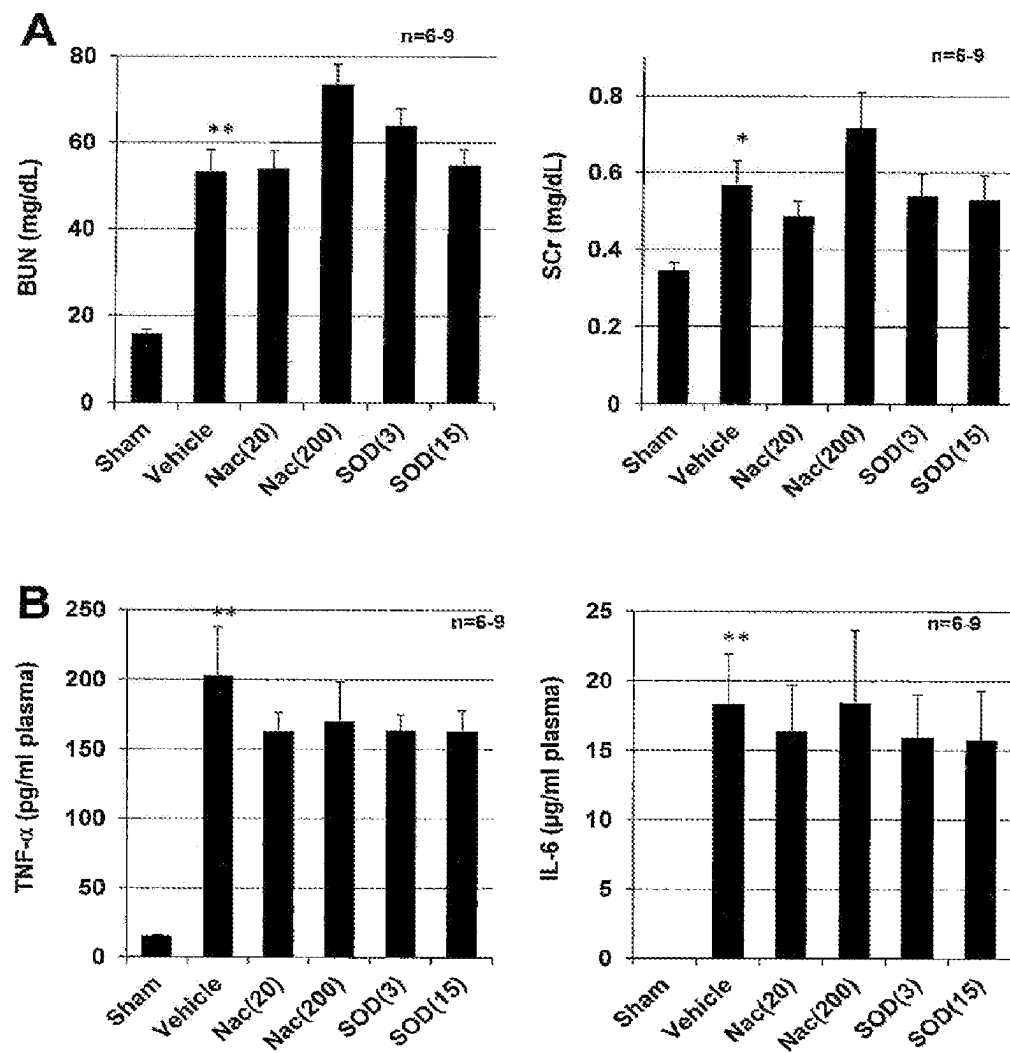 A
n=6-9
80
60
40
20
0
BUN (mg/dL)
**
Sham
Vehicle
Nac(20)
Nac(200)
SOD(3)
SOD(15)
n=6-9
0.8
0.6
0.4
0.2
0
SCr (mg/dL)
*
Sham
Vehicle
Nac(20)
Nac(200)
SOD(3)
SOD(15)
B
n=6-9
250
200
150
100
50
0
TNF-α (pg/ml plasma)
**
Sham
Vehicle
Nac(20)
Nac(200)
SOD(3)
SOD(15)
n=6-9
25
20
15
10
5
0
IL-6 (µg/ml plasma)
**
Sham
Vehicle
Nac(20)
Nac(200)
SOD(3)
SOD(15)